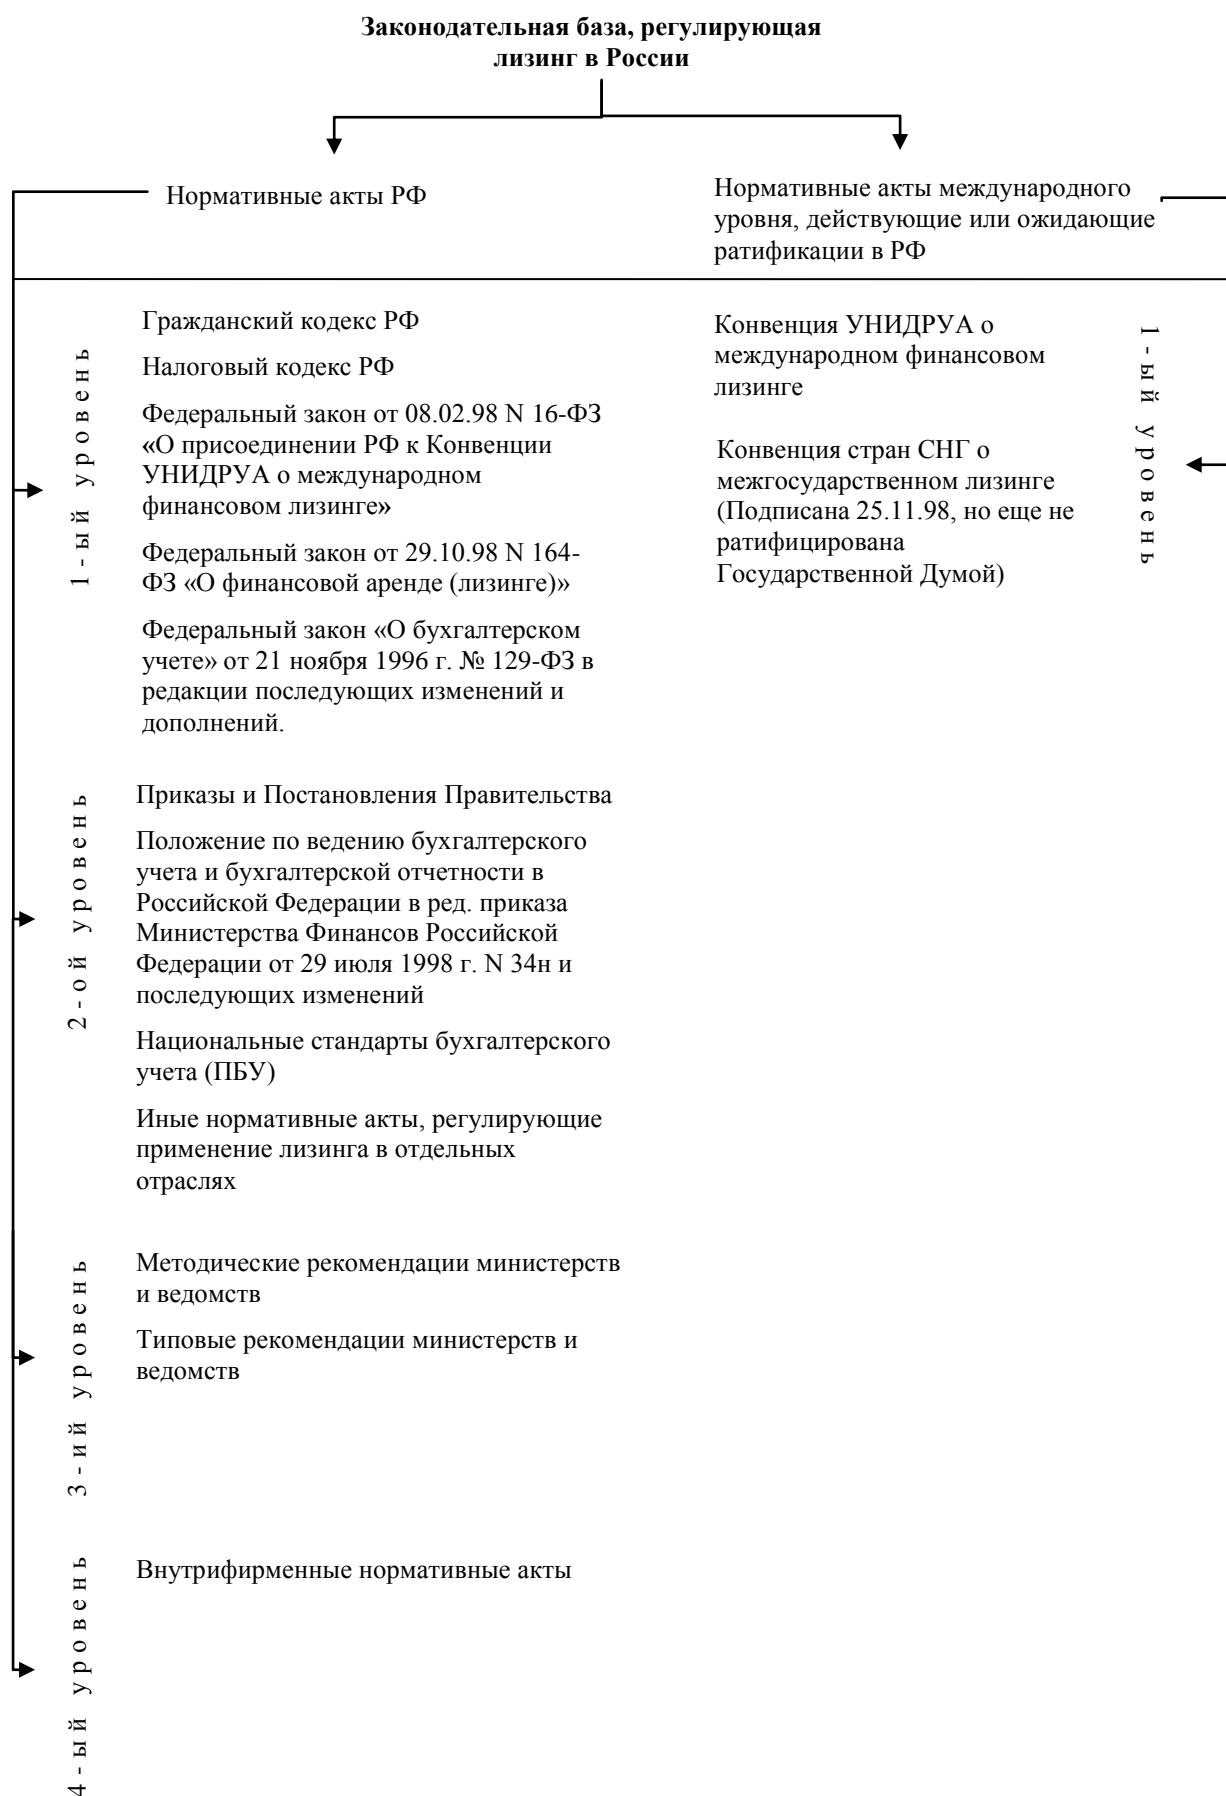 Законодательная база, регулирующая
лизинг в России
Нормативные акты РФ
Нормативные акты международного
уровня, действующие или ожидающие
ратификации в РФ
1-ый уровень
Гражданский кодекс РФ
Налоговый кодекс РФ
Федеральный закон от 08.02.98 N 16-ФЗ
«О присоединении РФ к Конвенции
УНИДРУА о международном
финансовом лизинге»
Федеральный закон от 29.10.98 N 164-
ФЗ «О финансовой аренде (лизинге)»
Федеральный закон «О бухгалтерском
учете» от 21 ноября 1996 г. № 129-ФЗ в
редакции последующих изменений и
дополнений.
Конвенция УНИДРУА о
международном финансовом
лизинге
Конвенция стран СНГ о
межгосударственном лизинге
(Подписана 25.11.98, но еще не
ратифицирована
Государственной Думой)
1-ый уровень
2-ой уровень
Приказы и Постановления Правительства
Положение по ведению бухгалтерского
учета и бухгалтерской отчетности в
Российской Федерации в ред. приказа
Министерства Финансов Российской
Федерации от 29 июля 1998 г. N 34н и
последующих изменений
Национальные стандарты бухгалтерского
учета (ПБУ)
Иные нормативные акты, регулирующие
применение лизинга в отдельных
отраслях
3-ий уровень
Методические рекомендации министерств
и ведомств
Типовые рекомендации министерств и
ведомств
4-ый уровень
Внутрифирменные нормативные акты